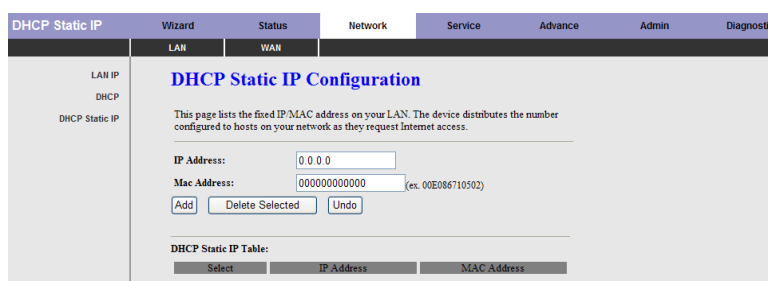 DHCP Static IP
Wizard Status Network Service Advance Admin Diagnosti
LAN WAN
LAN IP
DHCP
DHCP Static IP
DHCP Static IP Configuration
This page lists the fixed IP/MAC address on your LAN. The device distributes the number
configured to hosts on your network as they request Internet access.
IP Address: 0.0.0.0
Mac Address: 000000000000 (ex. 00E086710502)
Add Delete Selected Undo
DHCP Static IP Table:
Select IP Address MAC Address